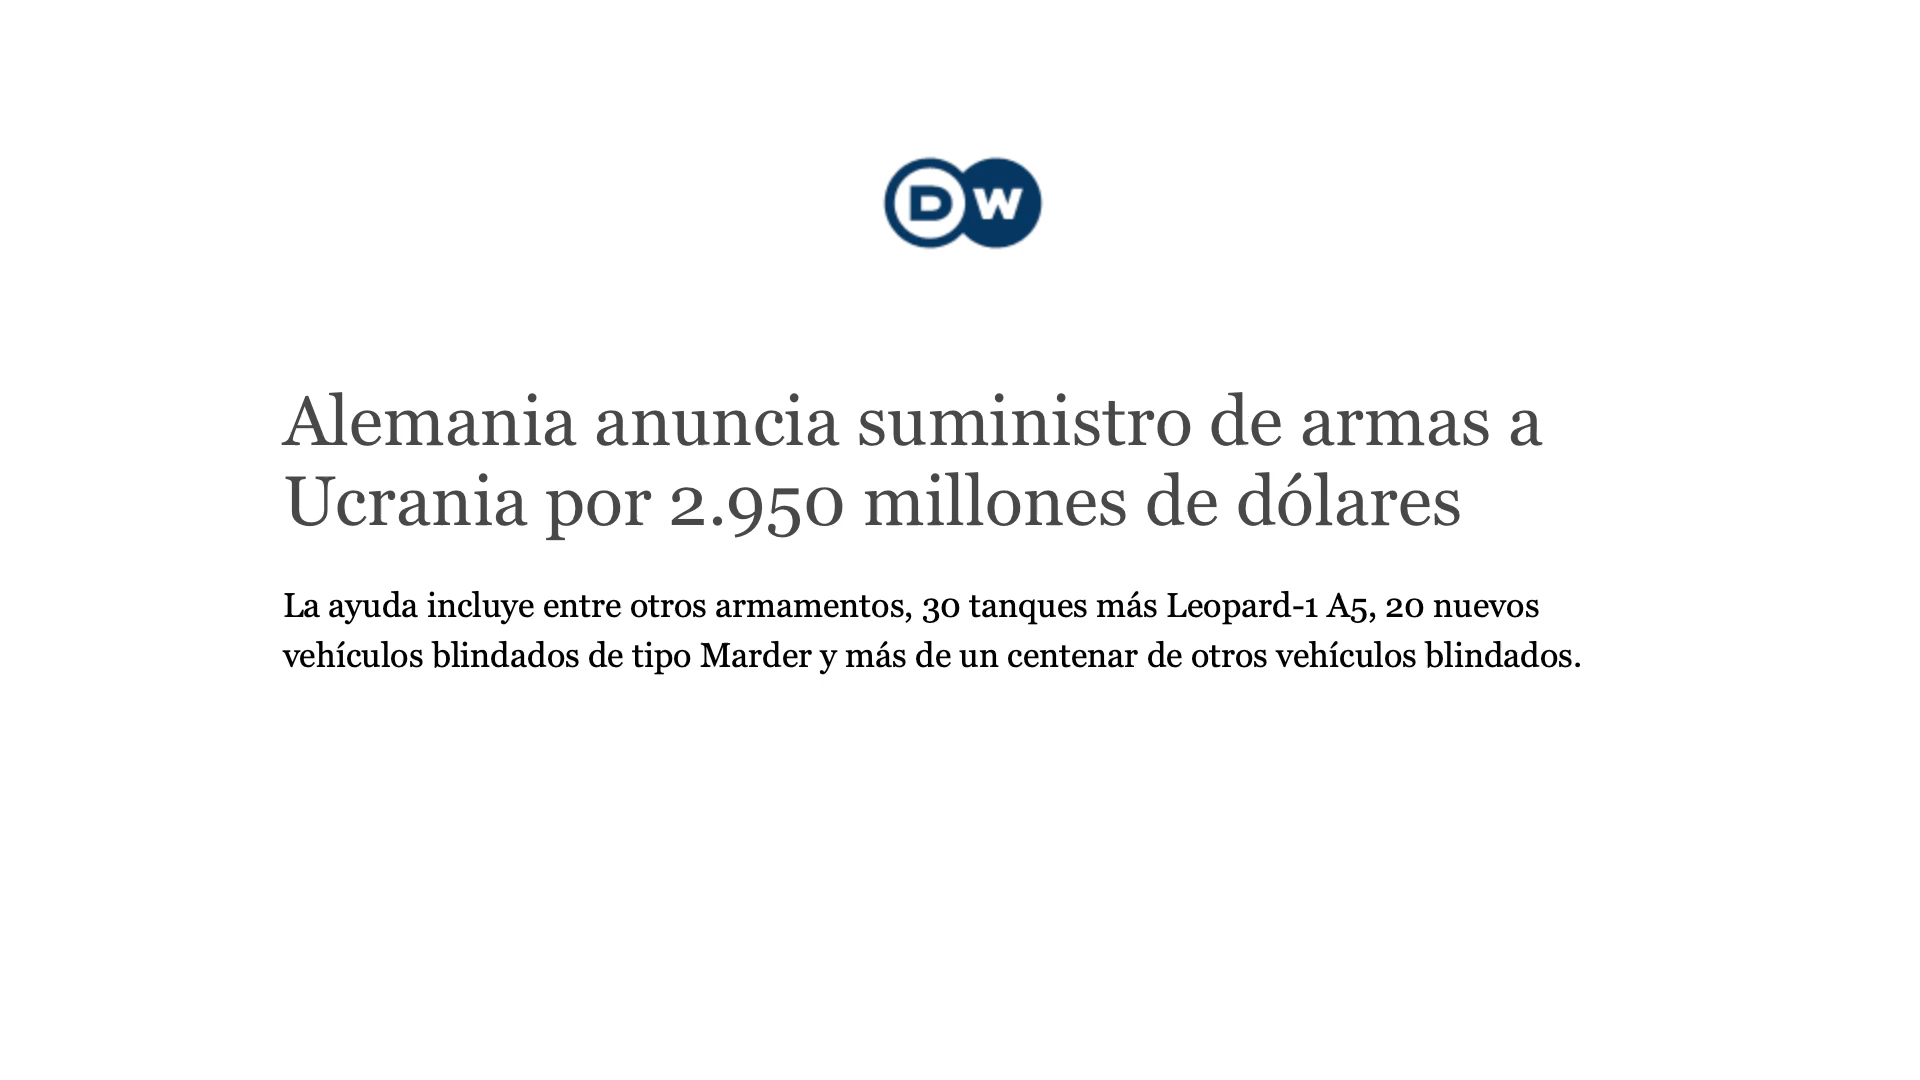 DW
Alemania anuncia suministro de armas a
Ucrania por 2.950 millones de dólares
La ayuda incluye entre otros armamentos, 30 tanques más Leopard-1 A5, 20 nuevos
vehículos blindados de tipo Marder y más de un centenar de otros vehículos blindados.